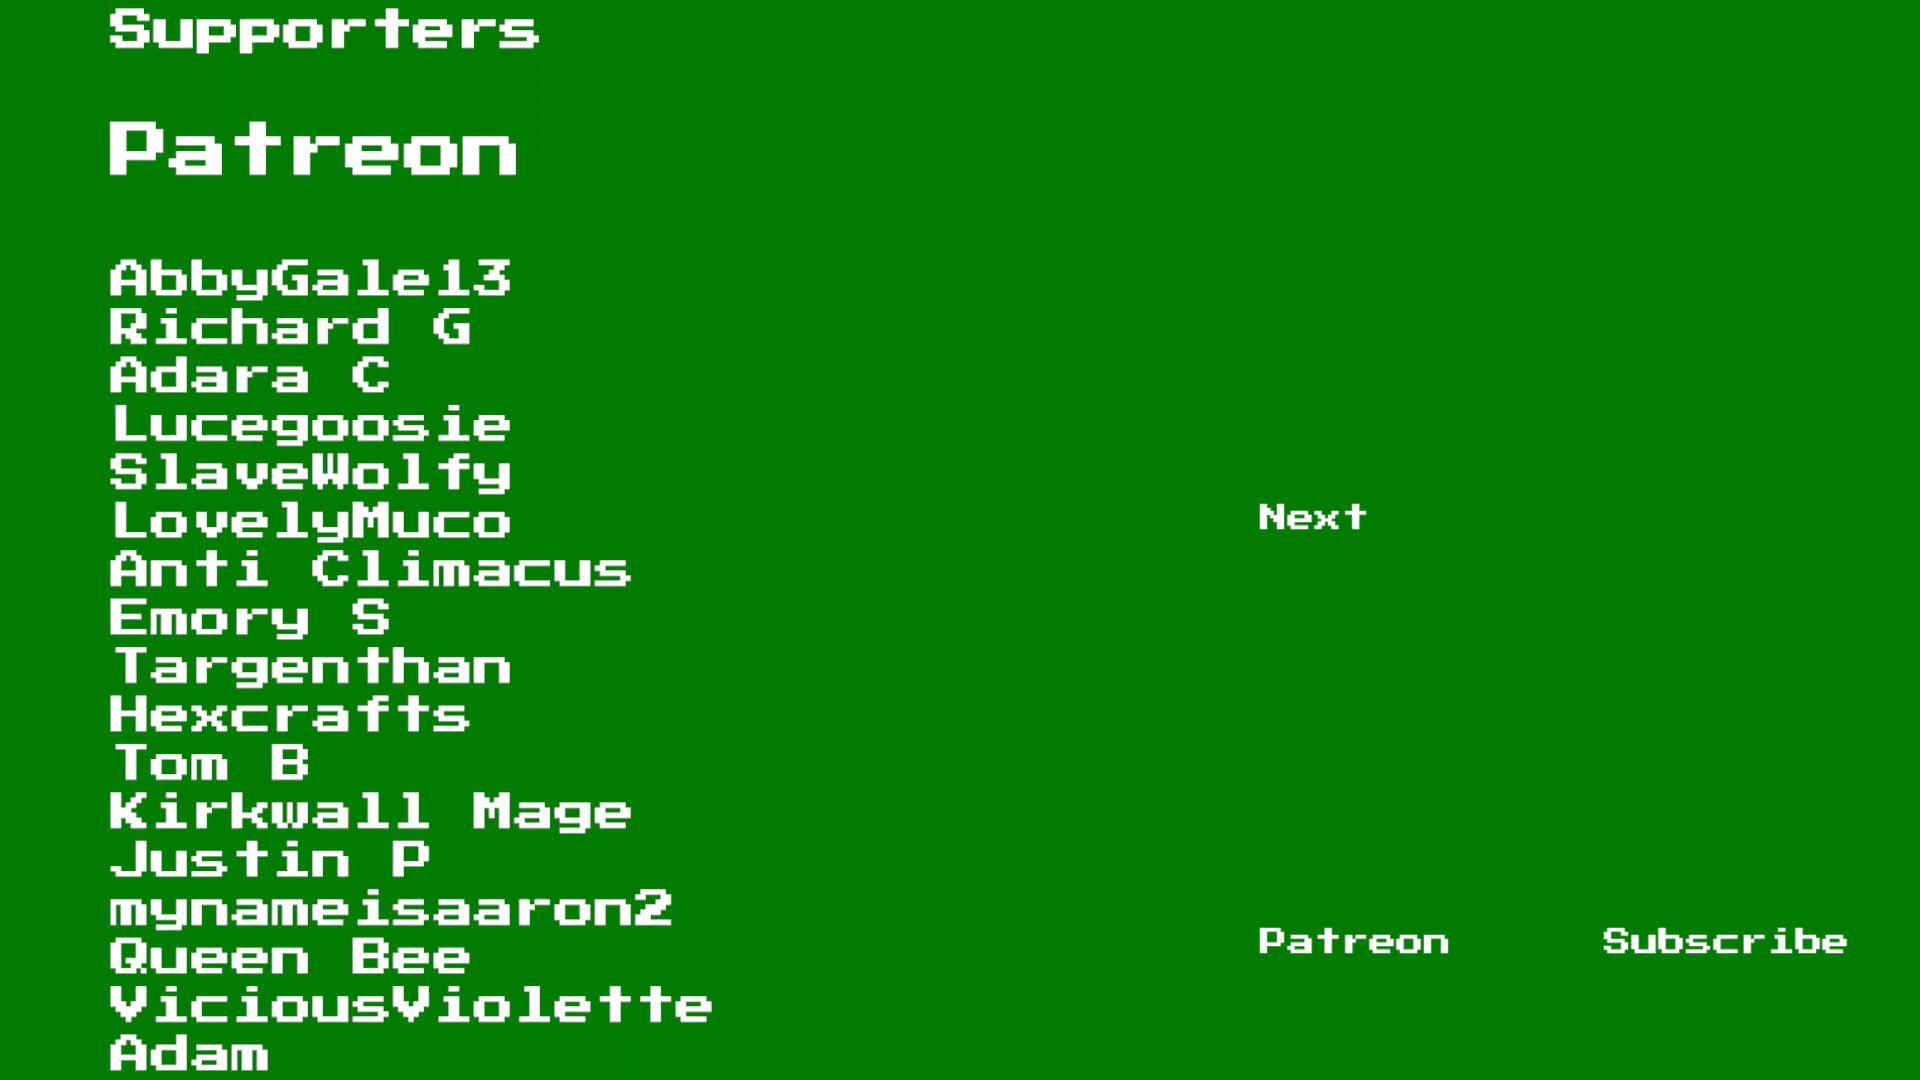 Supporters
Patreon
AbbyGale13
Richard G
Adara C
Lucegoosie
SlaveWolfy
LovelyMuco
Anti Climacus
Emory S
Targenthan
Hexcrafts
Tom B
Kirkwall Mage
Justin P
mynameisaaron2
Queen Bee
ViciousViolette
Adam
Next
Patreon
Subscribe